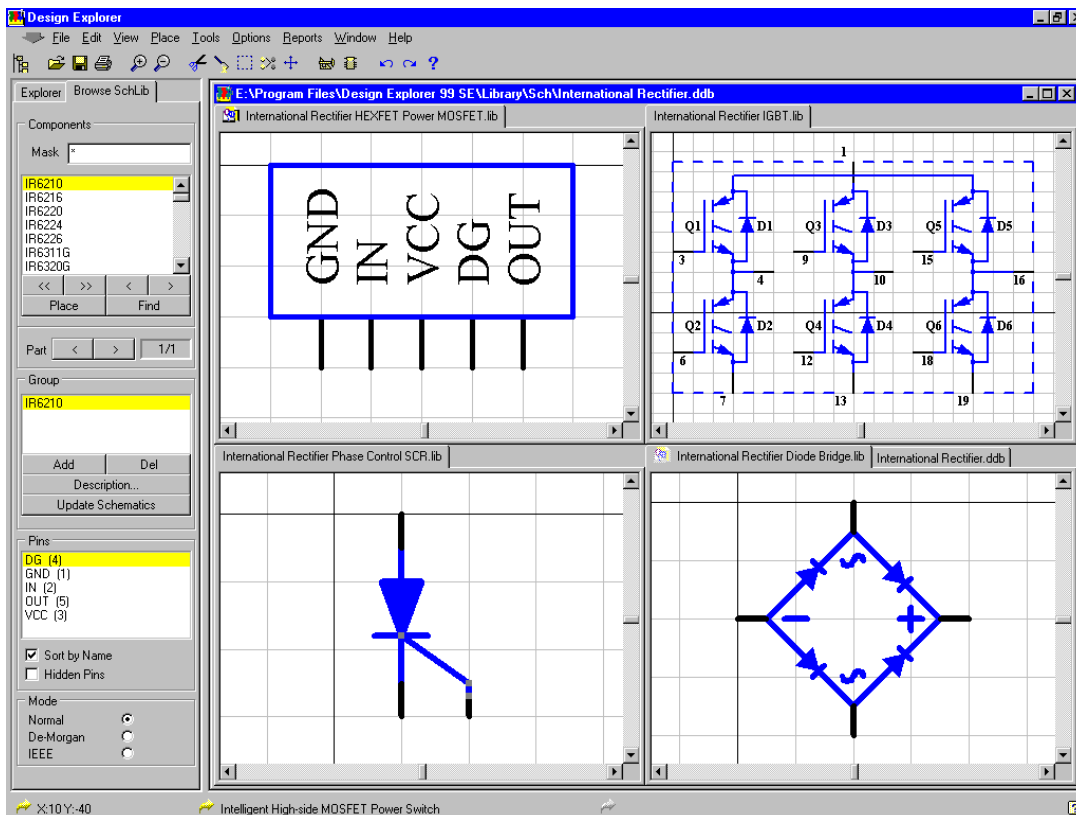 Design Explorer
File Edit View Place Tools Options Reports Window Help
Explorer
Browse SchLib
Components
Mask *
IR6210
IR6216
IR6220
IR6224
IR6226
IR6311G
IR6320G
<< >> < >
Place Find
Part < > 1/1
Group
IR6210
Add Del
Description...
Update Schematics
Pins
DG (4)
GND (1)
IN (2)
OUT (5)
VCC (3)
Sort by Name
Hidden Pins
Mode
Normal
De-Morgan
IEEE
E:\Program Files\Design Explorer 99 SE\Library\Sch\International Rectifier.ddb
International Rectifier HEXFET Power MOSFET.lib
GND
IN
VCC
DG
OUT
International Rectifier IGBT.lib
1
Q1 D1 Q3 D3 Q5 D5
3 9 15
4 10 16
Q2 D2 Q4 D4 Q6 D6
6 12 18
7 13 19
International Rectifier Phase Control SCR.lib
International Rectifier Diode Bridge.lib
International Rectifier.ddb
X:10 Y:-40
Intelligent High-side MOSFET Power Switch
?